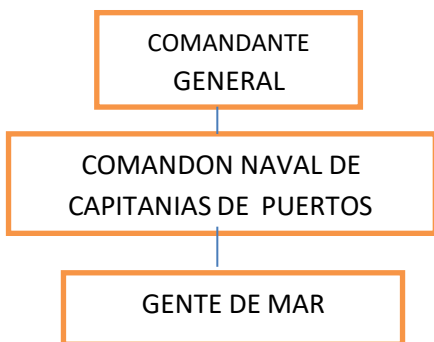 COMANDANTE
GENERAL
COMANDON NAVAL DE
CAPITANIAS DE PUERTOS
GENTE DE MAR